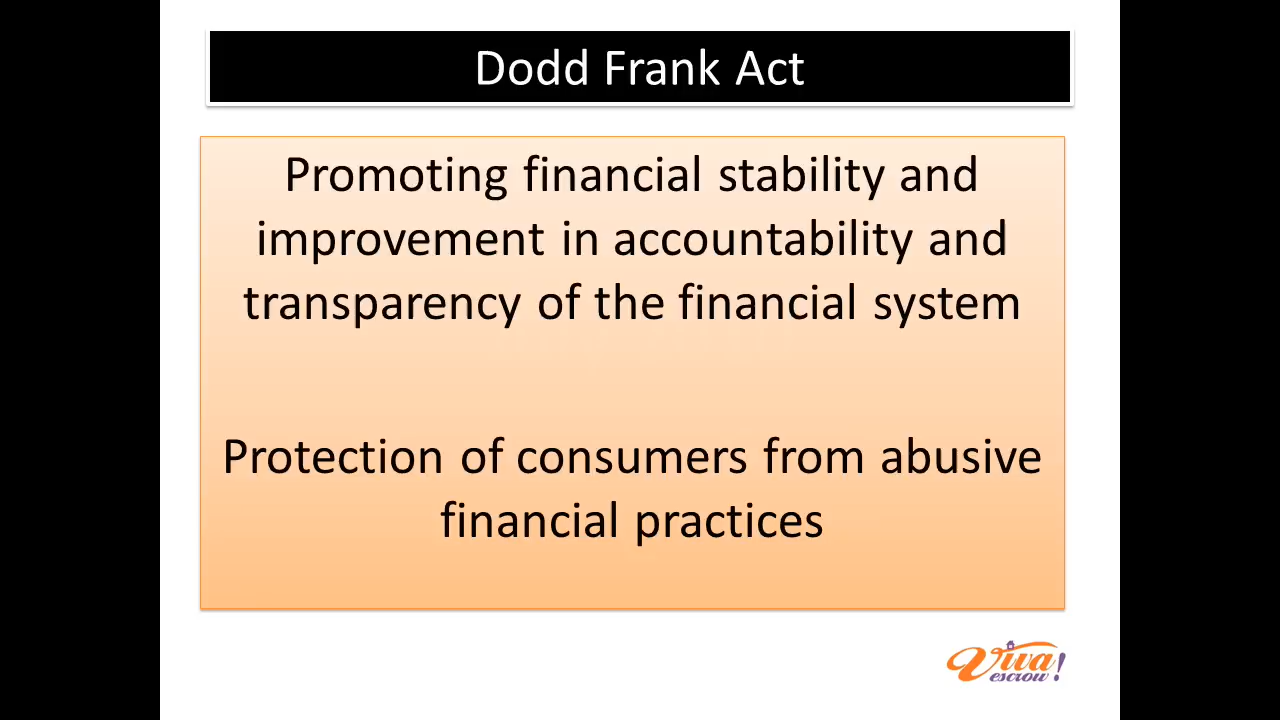 Dodd Frank Act
Promoting financial stability and
improvement in accountability and
transparency of the financial system
Protection of consumers from abusive
financial practices
Viva
escrow!